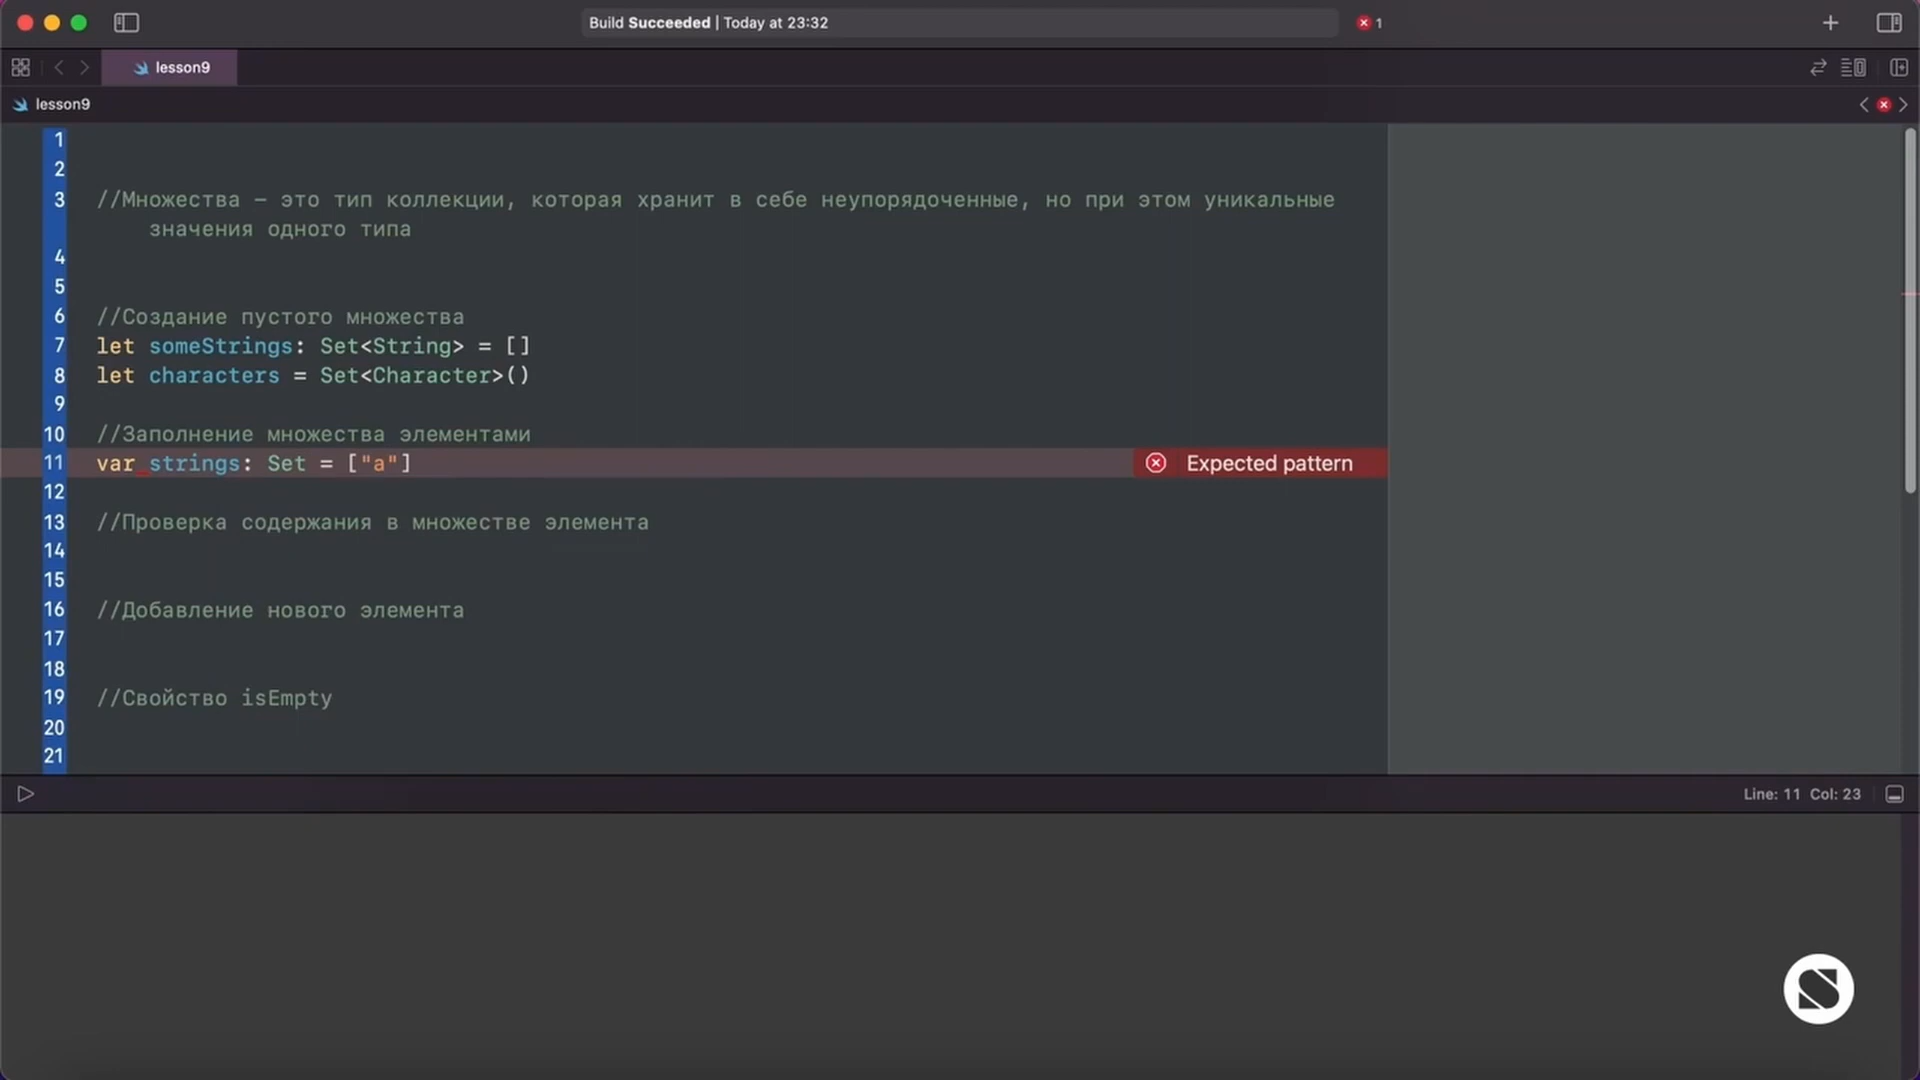 Build Succeeded | Today at 23:32
1
lesson9
lesson9
1
2
3 //Множества – это тип коллекции, которая хранит в себе неупорядоченные, но при этом уникальные
значения одного типа
4
5
6 //Создание пустого множества
7 let someStrings: Set<String> = []
8 let characters = Set<Character>()
9
10 //Заполнение множества элементами
11 var strings: Set = ["a"] Expected pattern
12
13 //Проверка содержания в множестве элемента
14
15
16 //Добавление нового элемента
17
18
19 //Свойство isEmpty
20
21
Line: 11 Col: 23